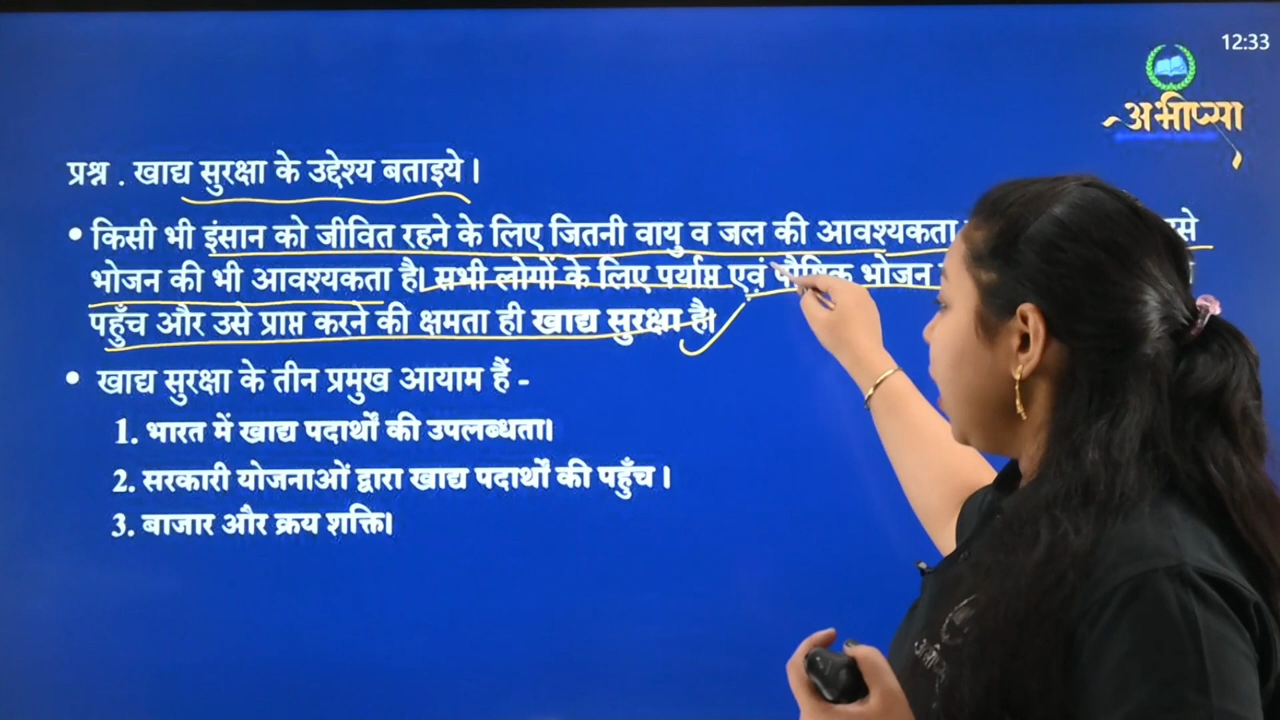 12:33
अभीप्सा
प्रश्न . खाद्य सुरक्षा के उद्देश्य बताइये ।
• किसी भी इंसान को जीवित रहने के लिए जितनी वायु व जल की आवश्यकता
भोजन की भी आवश्यकता है। सभी लोगों के लिए पर्याप्त एवं पौष्टिक भोजन
पहुँच और उसे प्राप्त करने की क्षमता ही खाद्य सुरक्षा है।
• खाद्य सुरक्षा के तीन प्रमुख आयाम हैं -
1. भारत में खाद्य पदार्थों की उपलब्धता।
2. सरकारी योजनाओं द्वारा खाद्य पदार्थों की पहुँच ।
3. बाजार और क्रय शक्ति।